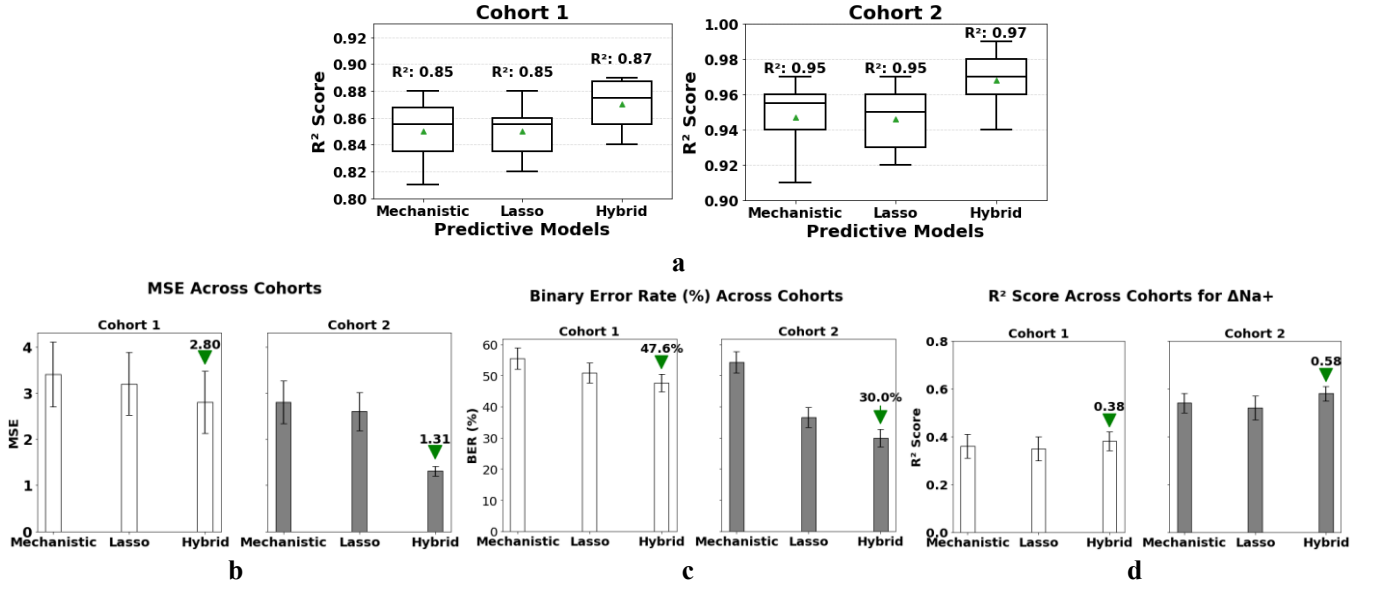 Cohort 1
R² Score
0.92
0.90
0.88
0.86
0.84
0.82
0.80
R²: 0.85
R²: 0.85
R²: 0.87
Mechanistic Lasso Hybrid
Predictive Models
Cohort 2
R² Score
1.00
0.98
0.96
0.94
0.92
0.90
R²: 0.95
R²: 0.95
R²: 0.97
Mechanistic Lasso Hybrid
Predictive Models
a
MSE Across Cohorts
Cohort 1
MSE
4
3
2
1
0
2.80
Mechanistic Lasso Hybrid
Cohort 2
1.31
Mechanistic Lasso Hybrid
b
Binary Error Rate (%) Across Cohorts
Cohort 1
BER (%)
60
50
40
30
20
10
0
47.6%
Mechanistic Lasso Hybrid
Cohort 2
30.0%
Mechanistic Lasso Hybrid
c
R² Score Across Cohorts for ΔNa+
Cohort 1
R² Score
0.8
0.6
0.4
0.2
0.0
0.38
Mechanistic Lasso Hybrid
Cohort 2
0.58
Mechanistic Lasso Hybrid
d